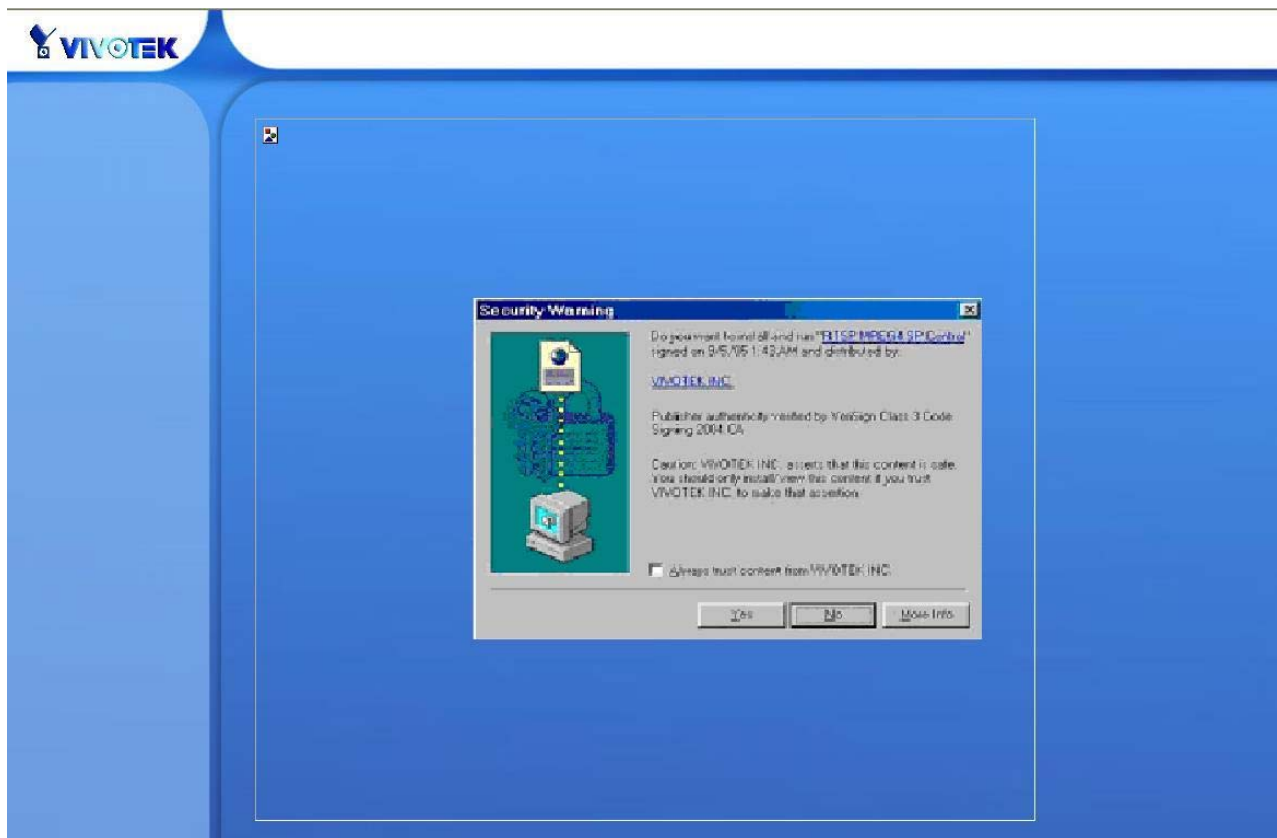 VIVOTEK
Security Warning
Do you want to install and run "RTSP MPEG4 SP Control"
signed on 9/5/05 1:43 AM and distributed by:
VIVOTEK INC.
Publisher authenticity verified by VeriSign Class 3 Code
Signing 2004 CA
Caution: VIVOTEK INC. asserts that this content is safe.
You should only install/view this content if you trust
VIVOTEK INC. to make that assertion.
Always trust content from VIVOTEK INC.
Yes No More Info